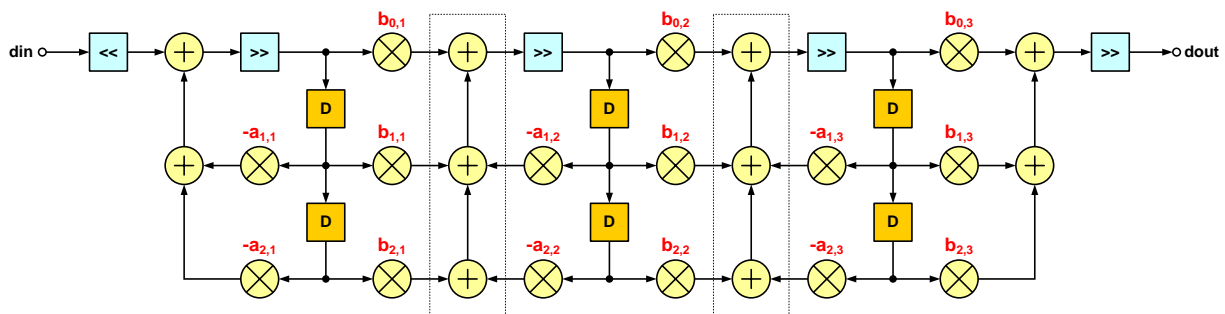 b0,1 b0,2 b0,3
din << >> >> >> >> dout
D D D
-a1,1 b1,1 -a1,2 b1,2 -a1,3 b1,3
D D D
-a2,1 b2,1 -a2,2 b2,2 -a2,3 b2,3